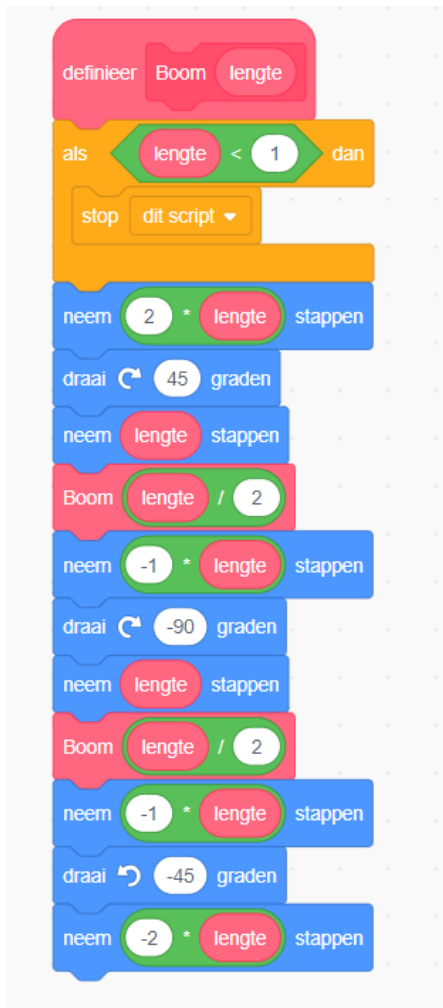 definieer Boom lengte
als lengte < 1 dan
stop dit script
neem 2 * lengte stappen
draai 45 graden
neem lengte stappen
Boom lengte / 2
neem -1 * lengte stappen
draai -90 graden
neem lengte stappen
Boom lengte / 2
neem -1 * lengte stappen
draai -45 graden
neem -2 * lengte stappen